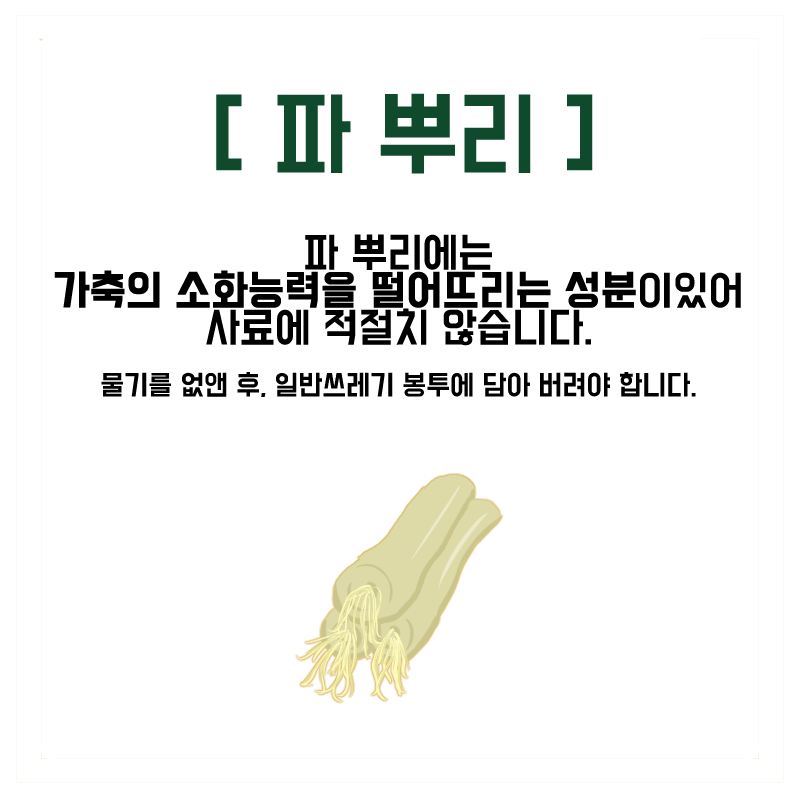 [ 파 뿌리 ]
파 뿌리에는
가축의 소화능력을 떨어뜨리는 성분이있어
사료에 적절치 않습니다.
물기를 없앤 후, 일반쓰레기 봉투에 담아 버려야 합니다.